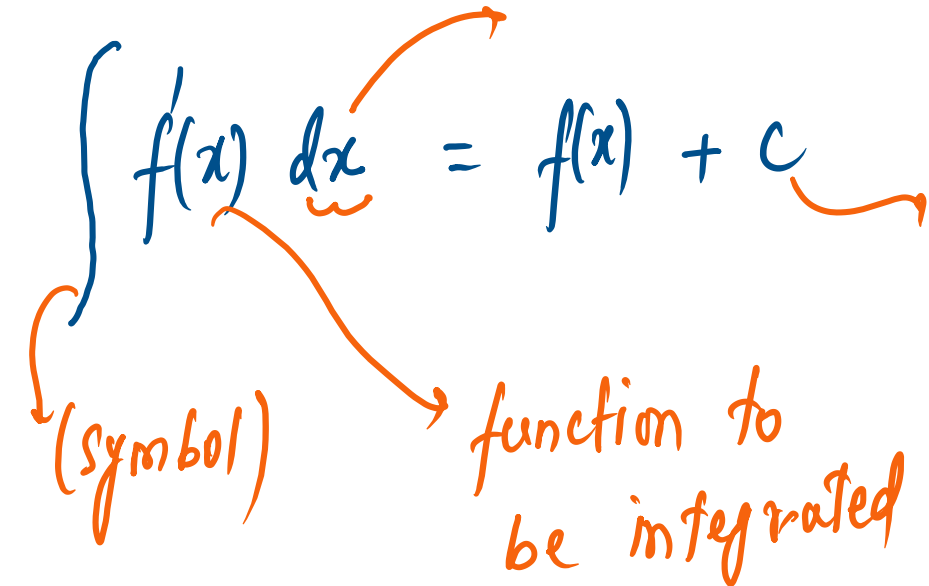 ∫ f'(x) dx = f(x) + c
(symbol)
function to
be integrated